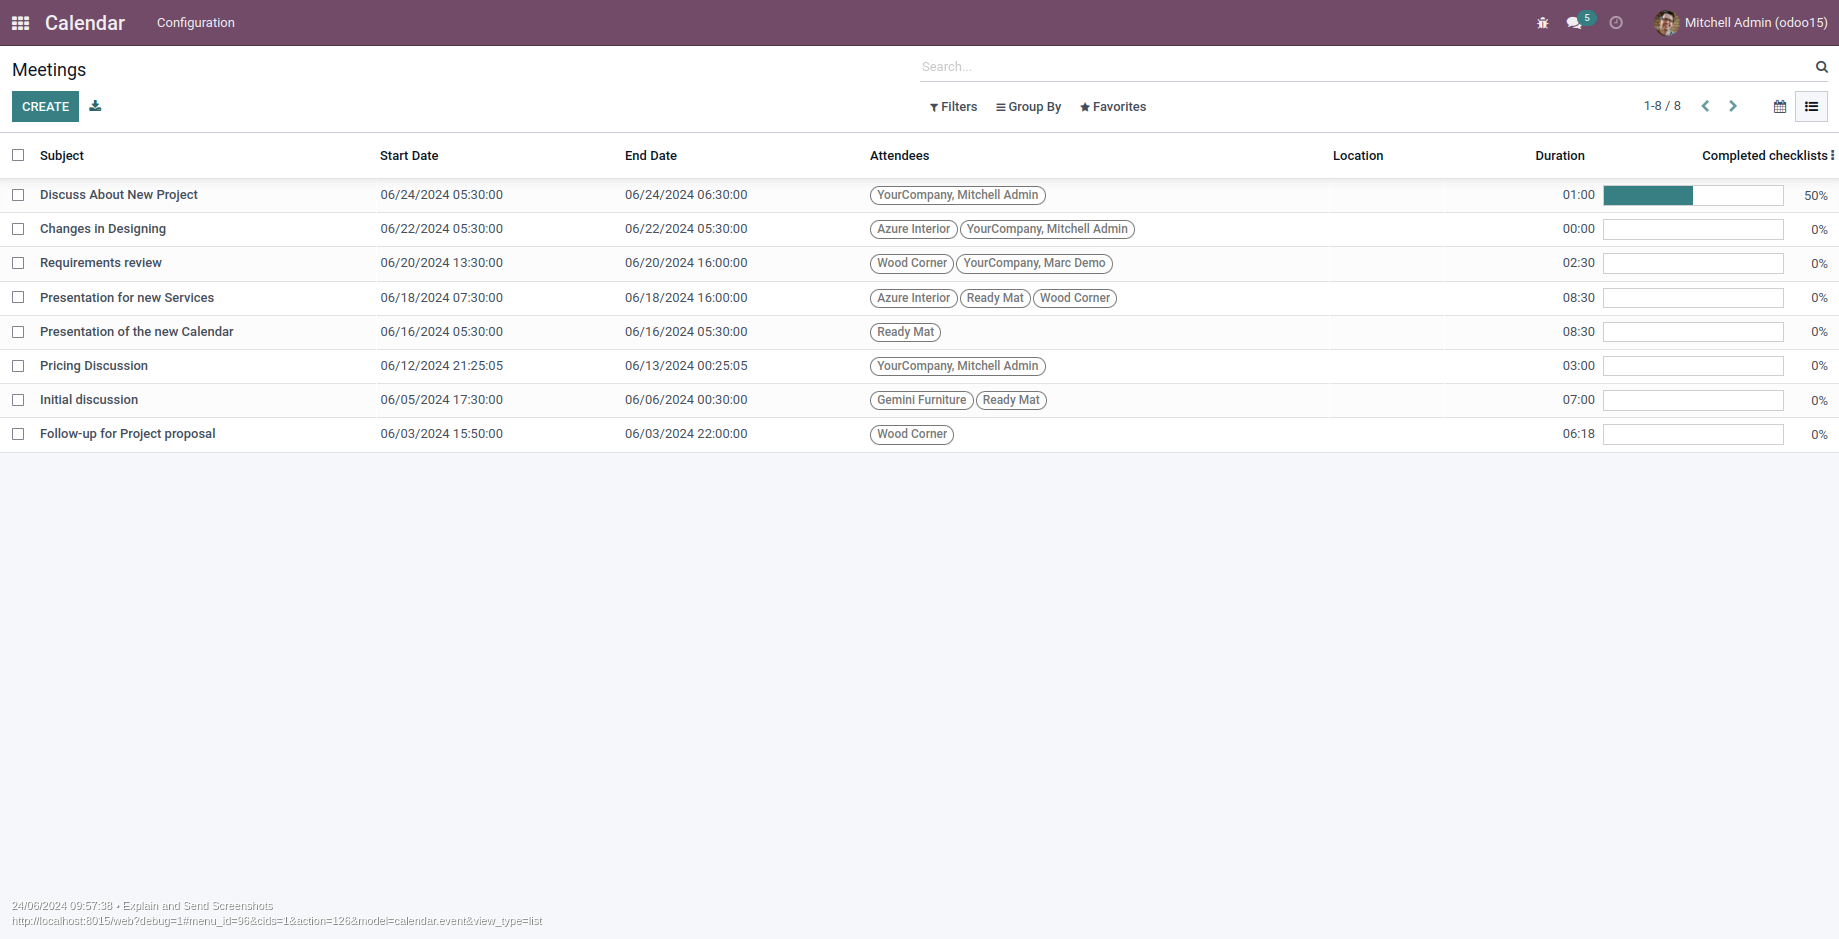 Calendar Configuration 5 Mitchell Admin (odoo15)
Meetings Search...
CREATE Filters Group By Favorites 1-8 / 8
Subject Start Date End Date Attendees Location Duration Completed checklists
Discuss About New Project 06/24/2024 05:30:00 06/24/2024 06:30:00 YourCompany, Mitchell Admin 01:00 50%
Changes in Designing 06/22/2024 05:30:00 06/22/2024 05:30:00 Azure Interior YourCompany, Mitchell Admin 00:00 0%
Requirements review 06/20/2024 13:30:00 06/20/2024 16:00:00 Wood Corner YourCompany, Marc Demo 02:30 0%
Presentation for new Services 06/18/2024 07:30:00 06/18/2024 16:00:00 Azure Interior Ready Mat Wood Corner 08:30 0%
Presentation of the new Calendar 06/16/2024 05:30:00 06/16/2024 05:30:00 Ready Mat 08:30 0%
Pricing Discussion 06/12/2024 21:25:05 06/13/2024 00:25:05 YourCompany, Mitchell Admin 03:00 0%
Initial discussion 06/05/2024 17:30:00 06/06/2024 00:30:00 Gemini Furniture Ready Mat 07:00 0%
Follow-up for Project proposal 06/03/2024 15:50:00 06/03/2024 22:00:00 Wood Corner 06:18 0%
24/06/2024 09:57:38 • Explain and Send Screenshots
http://localhost:8015/web?debug=1#menu_id=96&cids=1&action=126&model=calendar.event&view_type=list